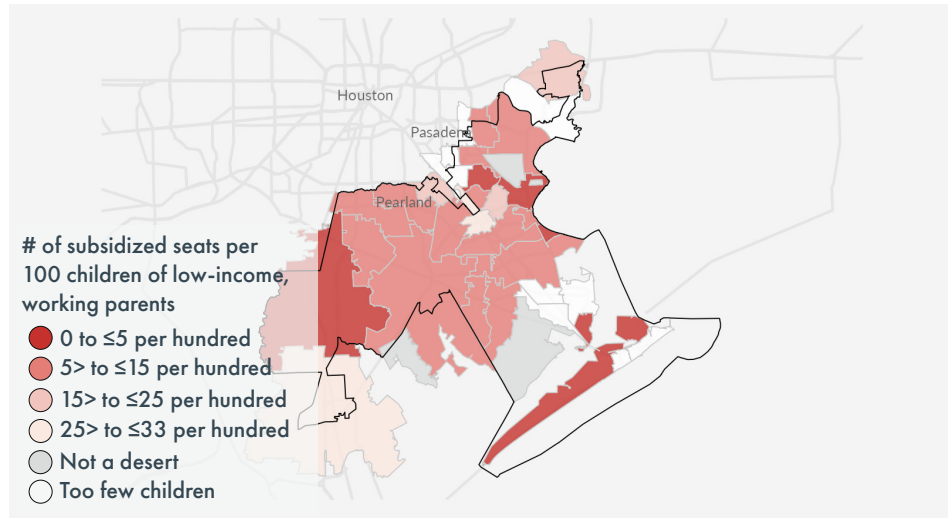 Houston
Pasadena
Pearland
# of subsidized seats per
100 children of low-income,
working parents
0 to ≤5 per hundred
5> to ≤15 per hundred
15> to ≤25 per hundred
25> to ≤33 per hundred
Not a desert
Too few children